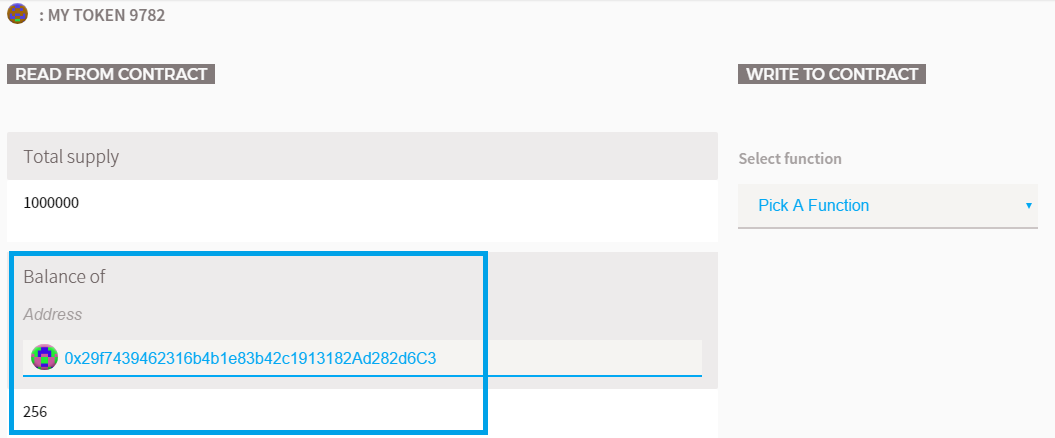 : MY TOKEN 9782
READ FROM CONTRACT
WRITE TO CONTRACT
Total supply
1000000
Select function
Pick A Function
Balance of
Address
0x29f7439462316b4b1e83b42c1913182Ad282d6C3
256